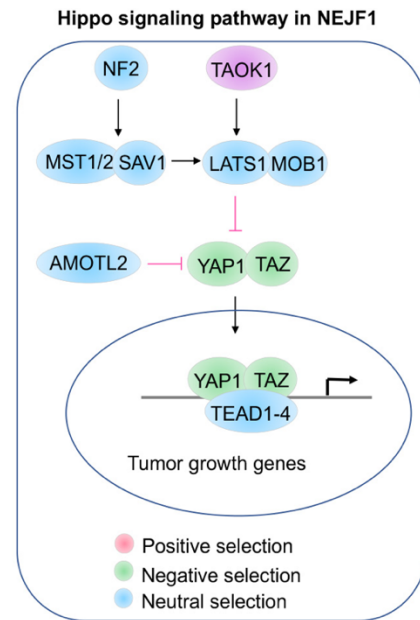 Hippo signaling pathway in NEJF1
NF2 TAOK1
MST1/2 SAV1 LATS1 MOB1
AMOTL2 YAP1 TAZ
YAP1 TAZ
TEAD1-4
Tumor growth genes
Positive selection
Negative selection
Neutral selection